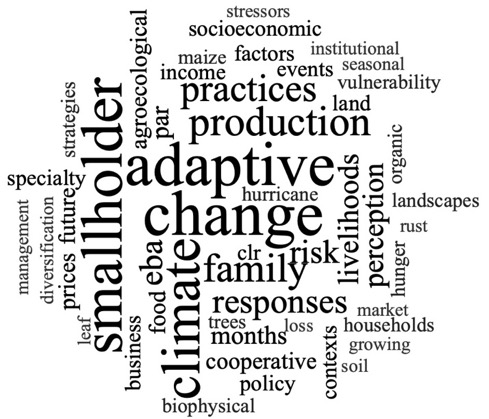 stressors
socioeconomic
agroecological
maize
factors
institutional
income
events
seasonal
vulnerability
strategies
practices
land
par
production
smallholder
organic
adaptive
specialty
livelihoods
perception
hurricane
landscapes
management
diversification
prices
future
change
rust
hunger
climate
eba
clr
risk
family
food
leaf
business
responses
market
trees
loss
households
months
growing
contexts
cooperative
soil
policy
biophysical